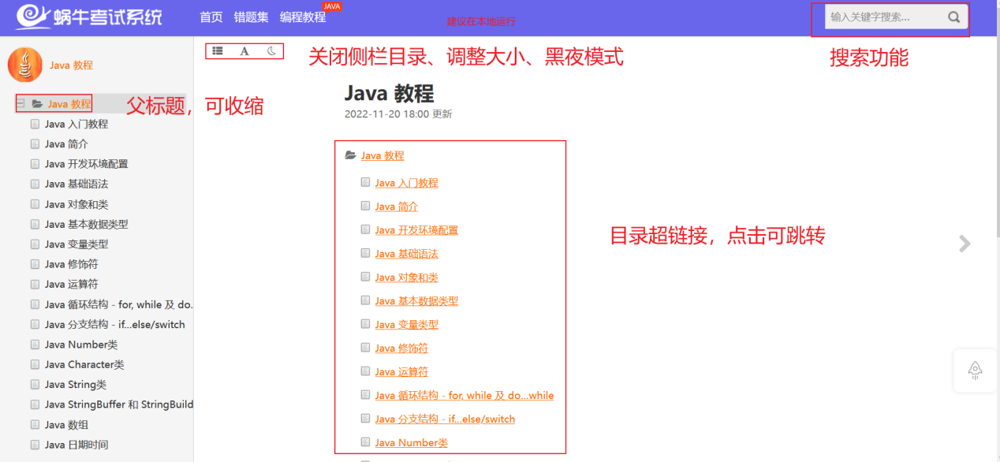 蜗牛考试系统
首页 错题集 编程教程 JAVA
建议在本地运行
输入关键字搜索...
Java 教程
A
关闭侧栏目录、调整大小、黑夜模式
搜索功能
Java 教程
父标题，可收缩
Java 入门教程
Java 简介
Java 开发环境配置
Java 基础语法
Java 对象和类
Java 基本数据类型
Java 变量类型
Java 修饰符
Java 运算符
Java 循环结构 - for, while 及 do.
Java 分支结构 - if...else/switch
Java Number类
Java Character类
Java String类
Java StringBuffer 和 StringBuild
Java 数组
Java 日期时间
Java 教程
2022-11-20 18:00 更新
Java 教程
Java 入门教程
Java 简介
Java 开发环境配置
Java 基础语法
Java 对象和类
Java 基本数据类型
Java 变量类型
Java 修饰符
Java 运算符
Java 循环结构 - for, while 及 do...while
Java 分支结构 - if...else/switch
Java Number类
目录超链接，点击可跳转